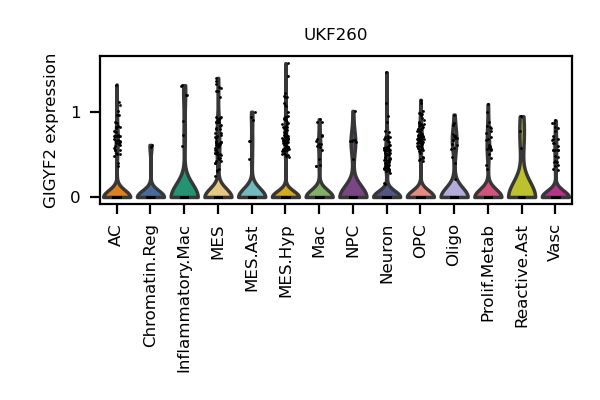 UKF260
GIGYF2 expression
1
0
AC
Chromatin.Reg
Inflammatory.Mac
MES
MES.Ast
MES.Hyp
Mac
NPC
Neuron
OPC
Oligo
Prolif.Metab
Reactive.Ast
Vasc